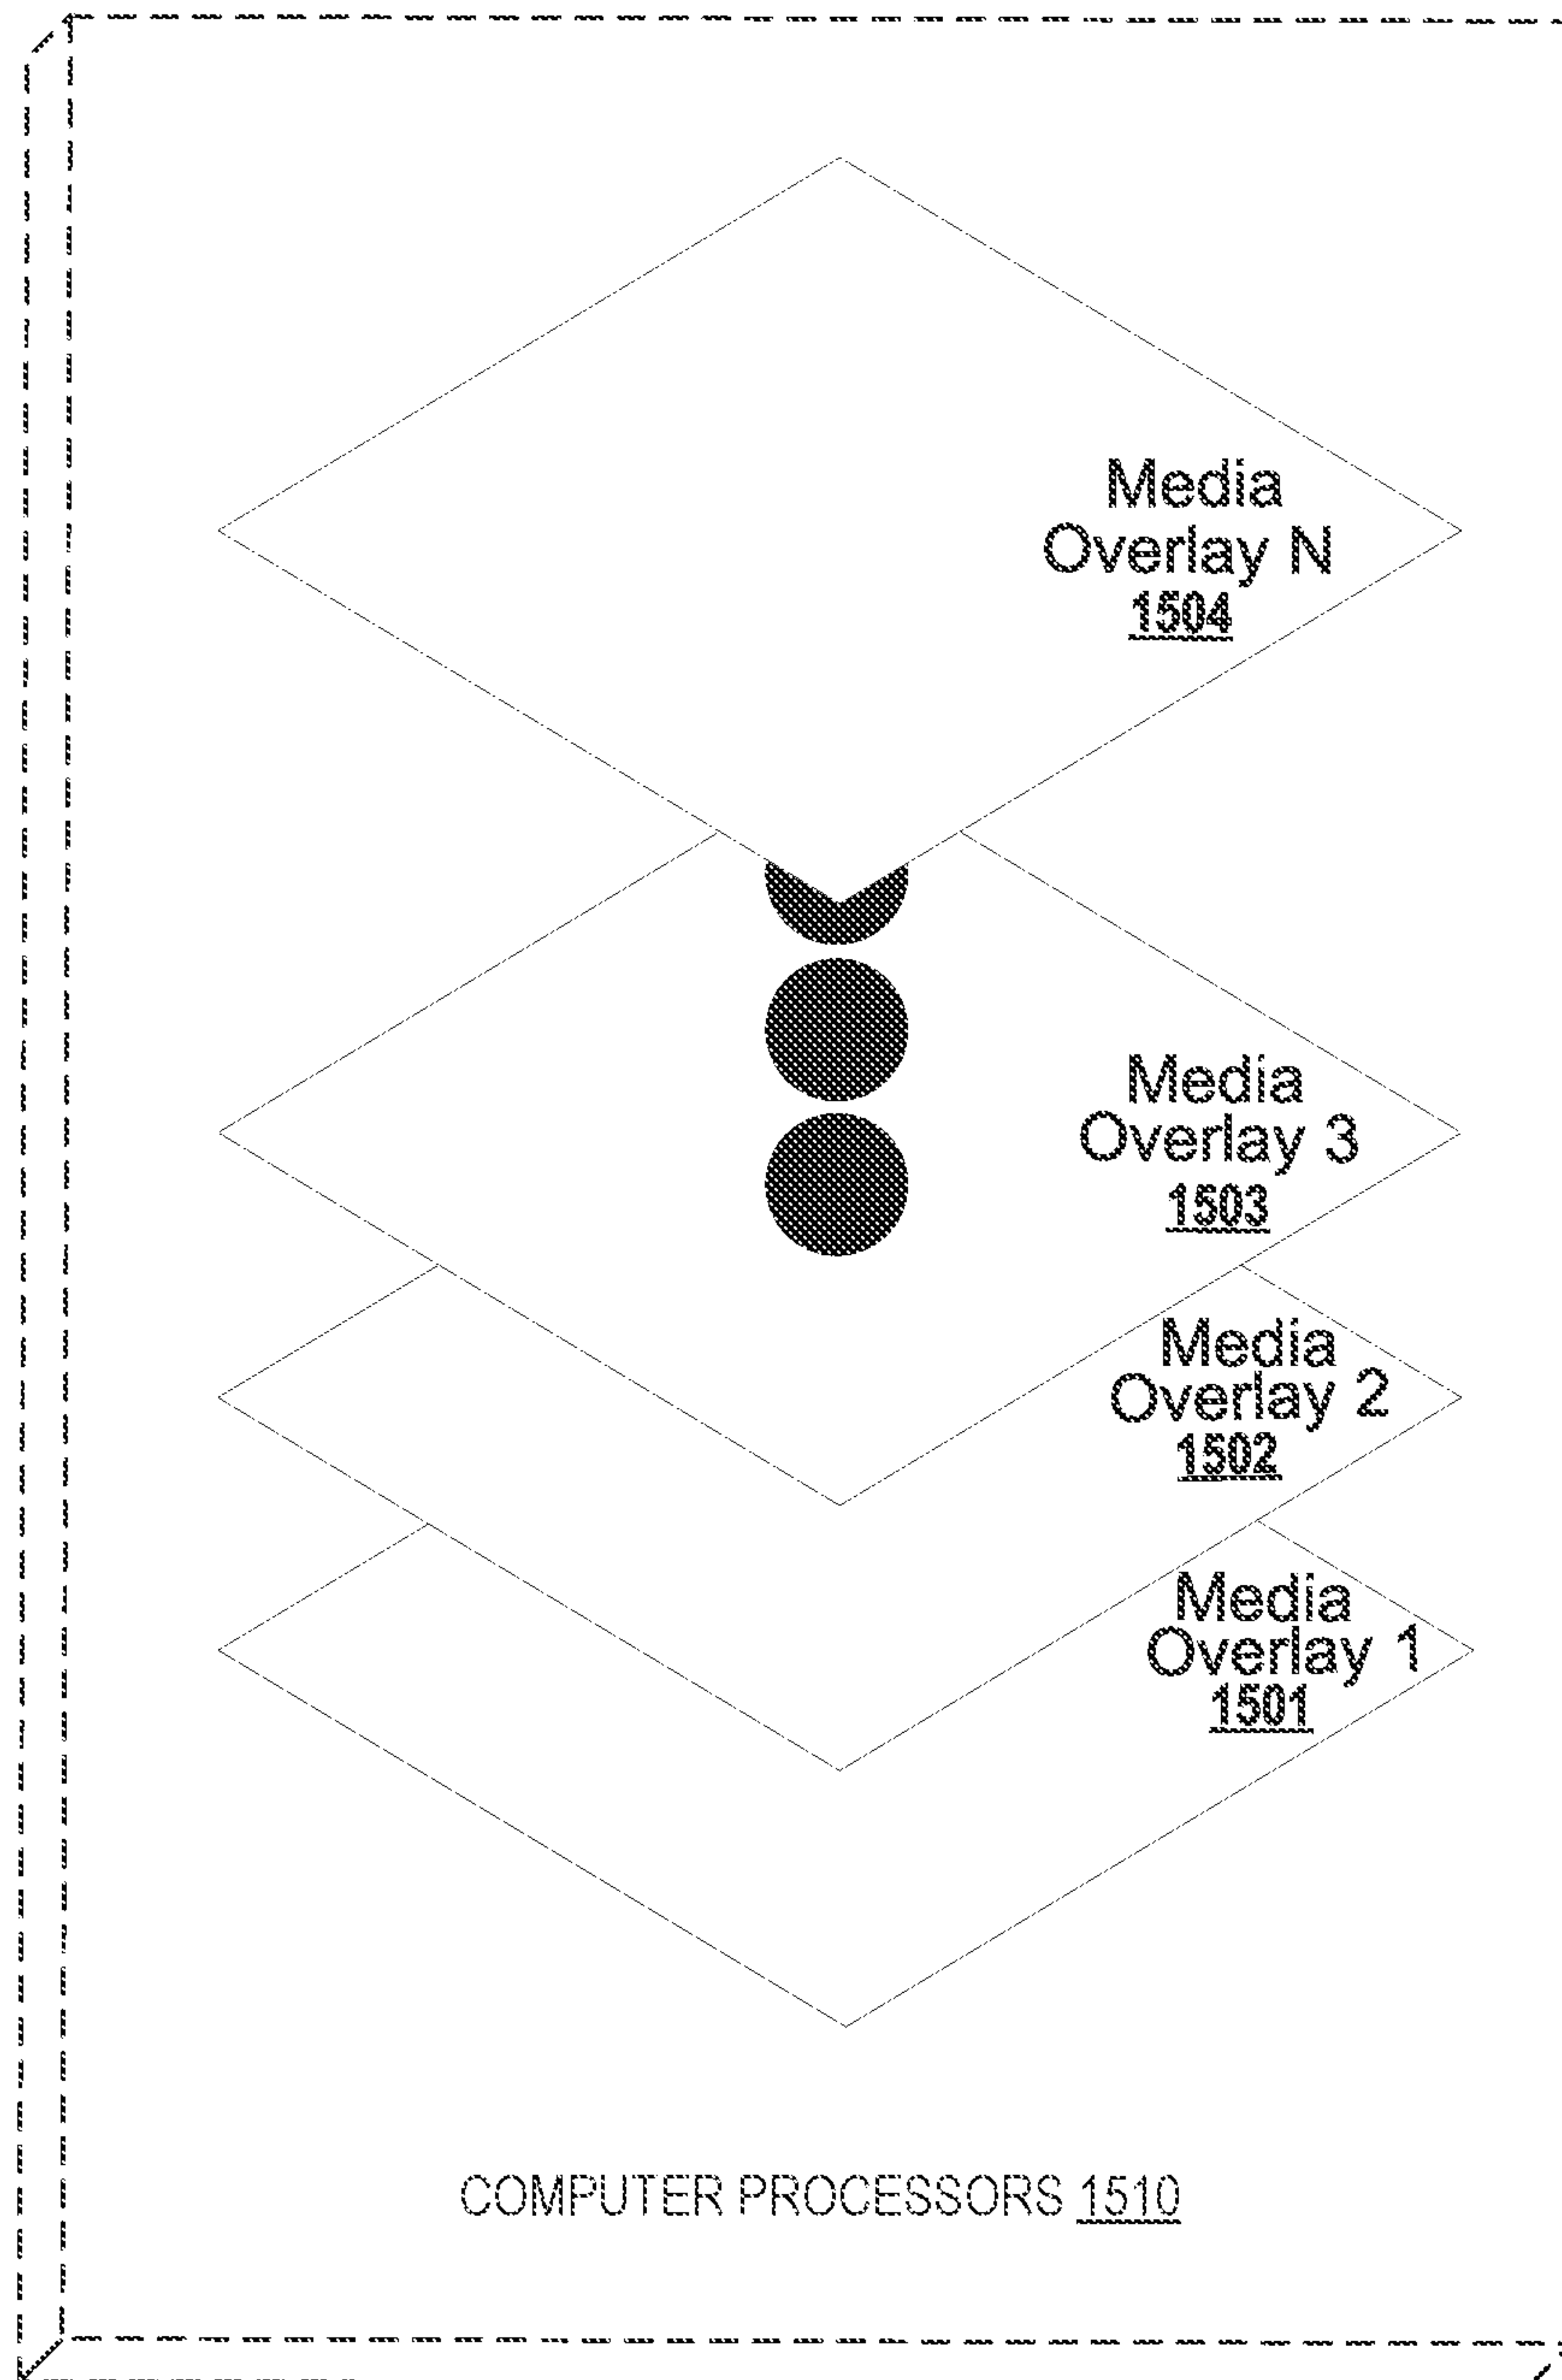 Media
Overlay N
1504
Media
Overlay 3
1503
Media
Overlay 2
1502
Media
Overlay 1
1501
COMPUTER PROCESSORS 1510